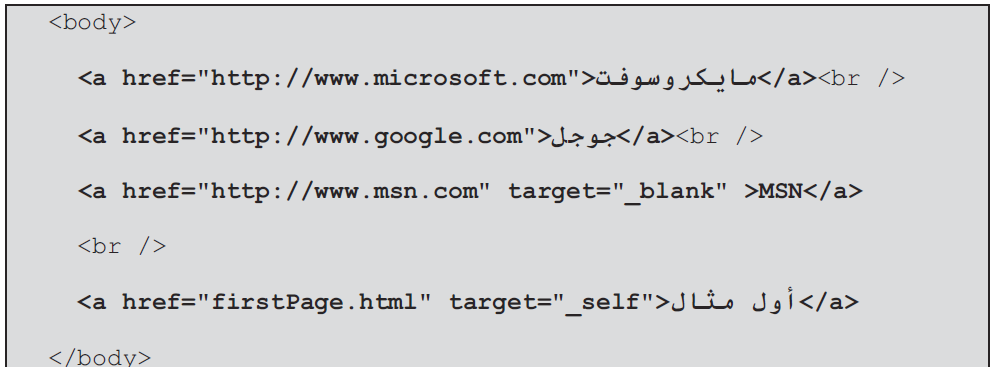 <body>
<a href="http://www.microsoft.com">مايكروسوفت</a><br />
<a href="http://www.google.com">جوجل</a><br />
<a href="http://www.msn.com" target="_blank" >MSN</a>
<br />
<a href="firstPage.html" target="_self">أول مثال</a>
</body>